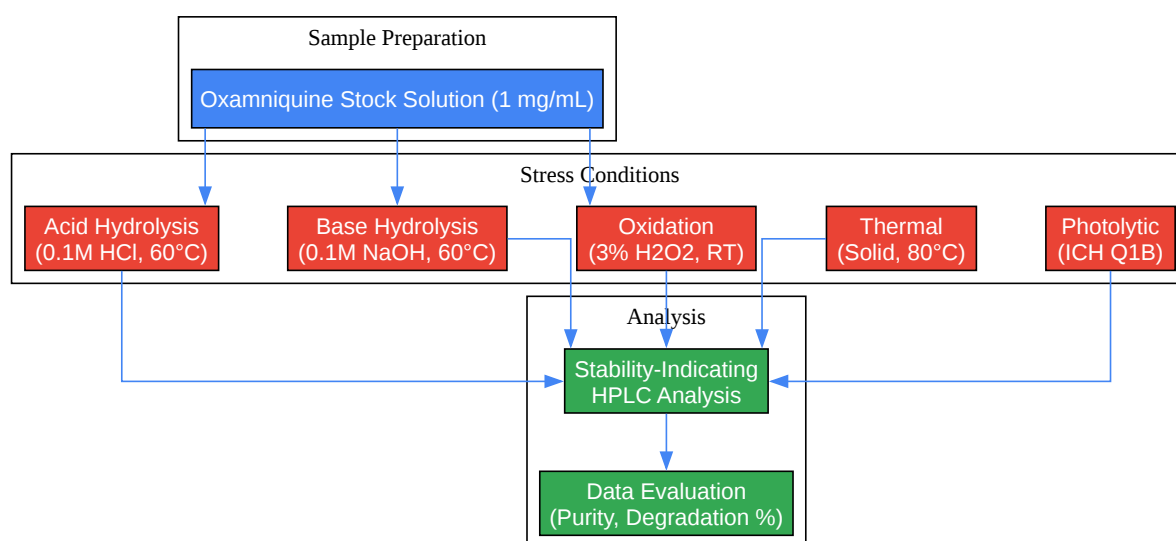 Sample Preparation
Oxamniquine Stock Solution (1 mg/mL)
Stress Conditions
Acid Hydrolysis
(0.1M HCl, 60°C)
Base Hydrolysis
(0.1M NaOH, 60°C)
Oxidation
(3% H2O2, RT)
Thermal
(Solid, 80°C)
Photolytic
(ICH Q1B)
Analysis
Stability-Indicating
HPLC Analysis
Data Evaluation
(Purity, Degradation %)